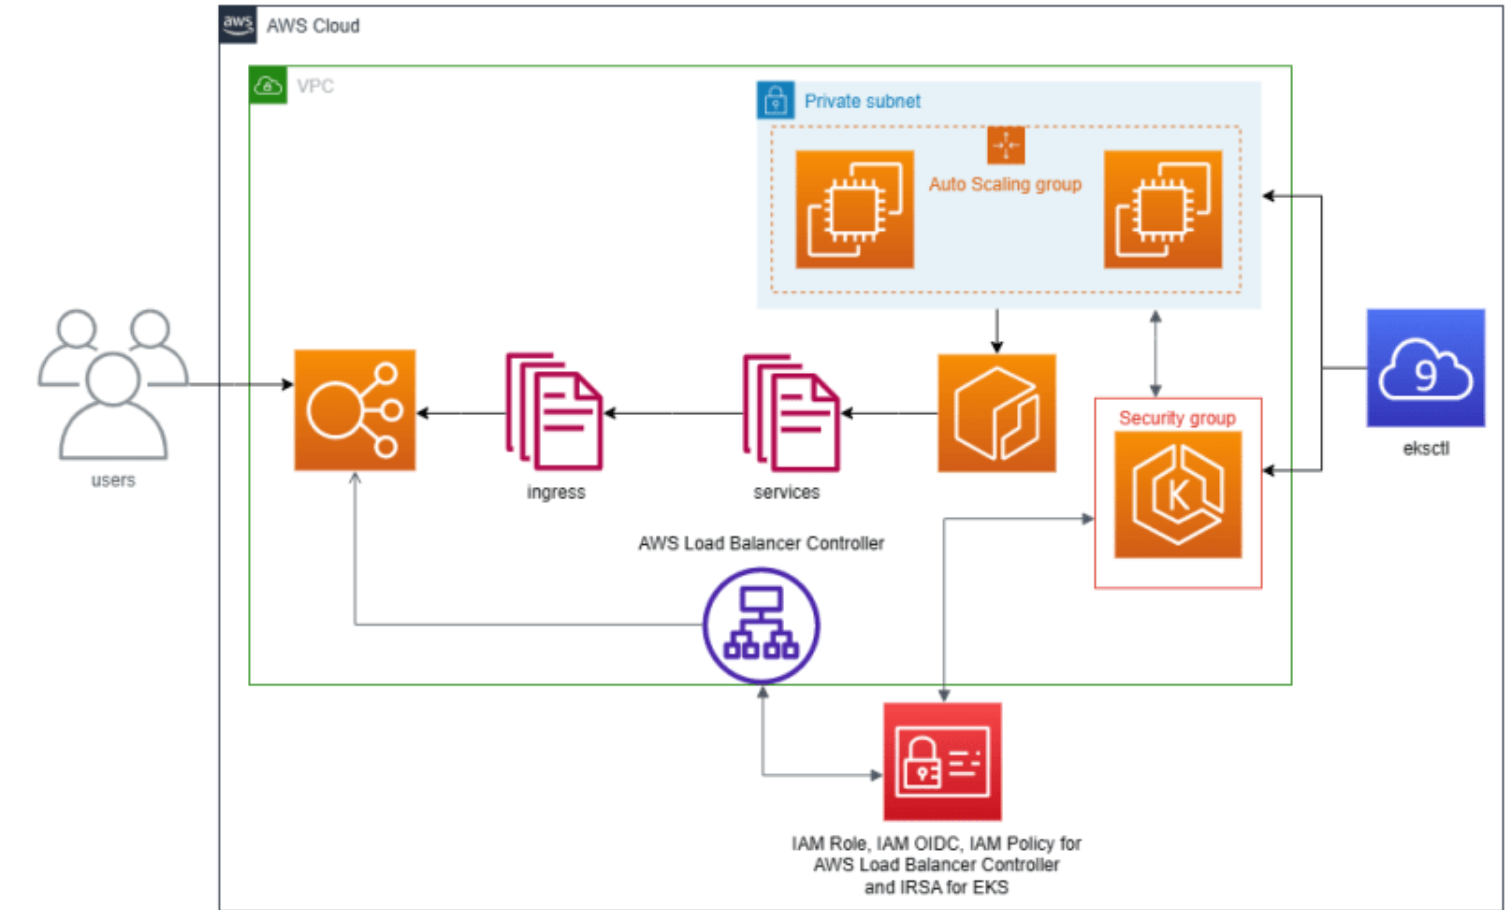 aws
AWS Cloud
VPC
Private subnet
Auto Scaling group
users
ingress
services
Security group
K
9
eksctl
AWS Load Balancer Controller
IAM Role, IAM OIDC, IAM Policy for
AWS Load Balancer Controller
and IRSA for EKS